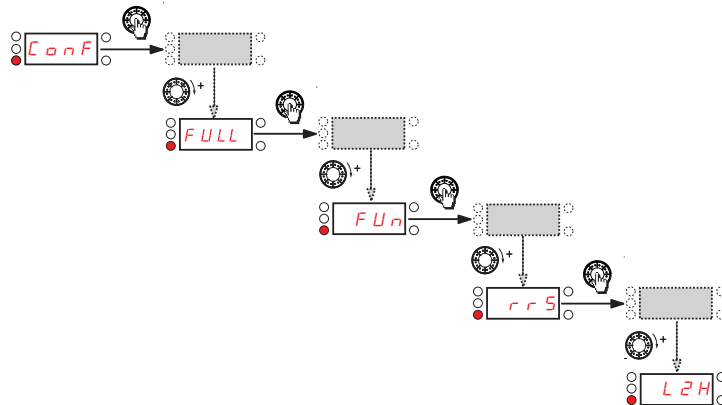 ConF
+
FULL
+
FUn
+
rrS
+
L2H